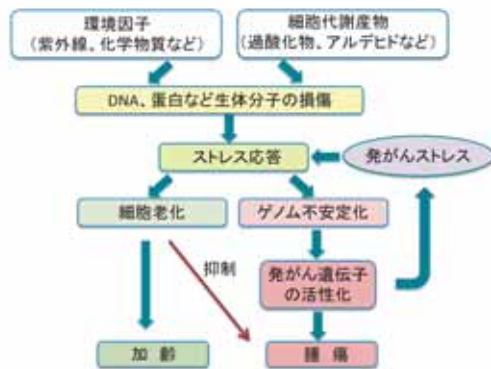 環境因子
(紫外線、化学物質など)
細胞代謝産物
(過酸化物、アルデヒドなど)
DNA、蛋白など生体分子の損傷
ストレス応答
発がんストレス
細胞老化
ゲノム不安定化
抑制
発がん遺伝子
の活性化
加 齢
腫 瘍